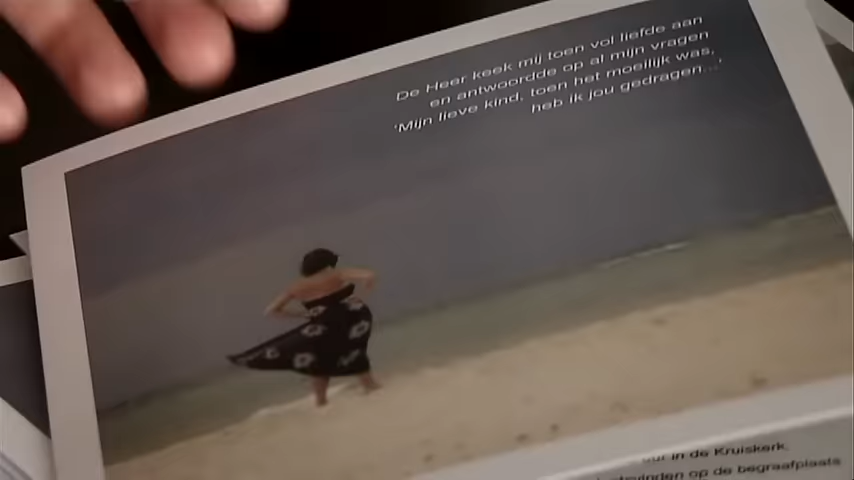 De Heer keek mij toen vol liefde aan
en antwoordde op al mijn vragen
'Mijn lieve kind, toen het moeilijk was,
heb ik jou gedragen...'
in de Kruiskerk.
op de begraafplaats